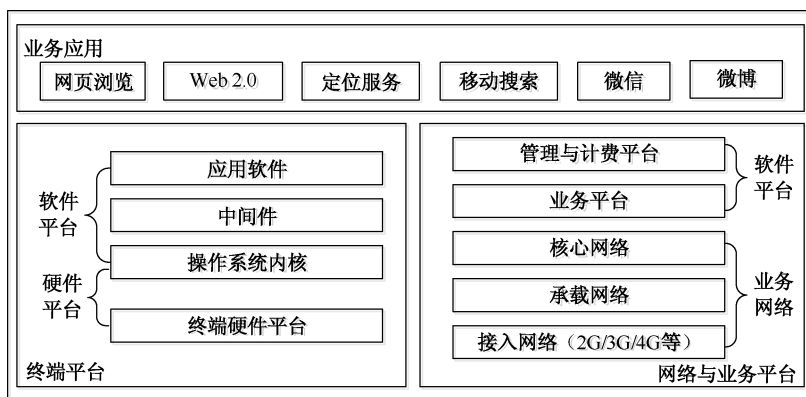 业务应用
网页浏览
Web 2.0
定位服务
移动搜索
微信
微博
软件
平台
硬件
平台
应用软件
中间件
操作系统内核
终端硬件平台
终端平台
管理与计费平台
业务平台
核心网络
承载网络
接入网络（2G/3G/4G等）
软件
平台
业务
网络
网络与业务平台